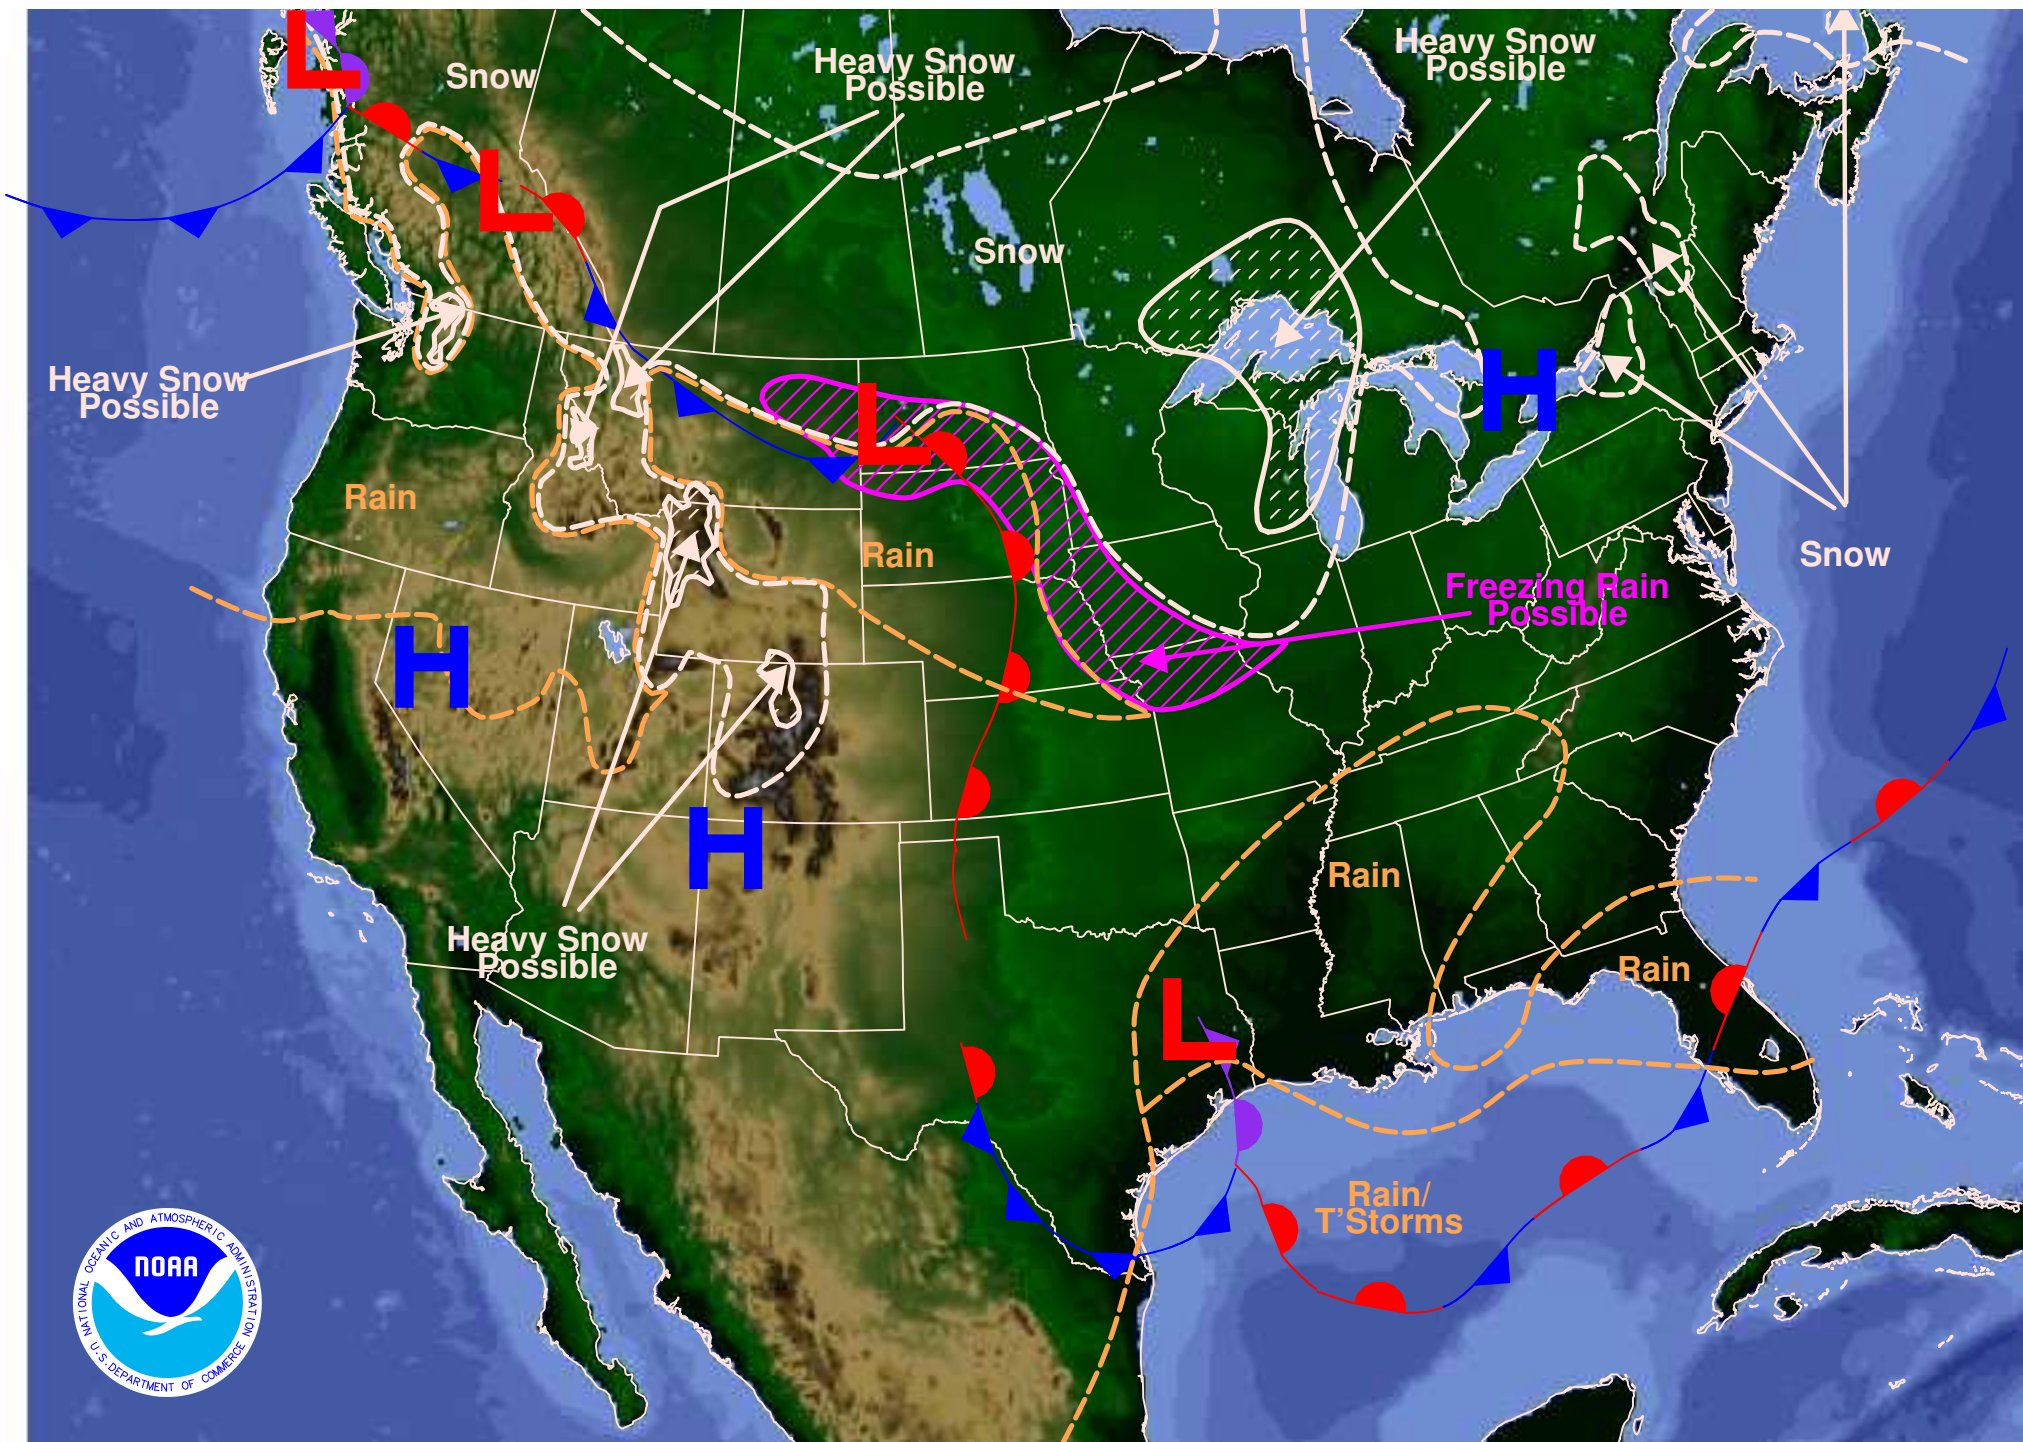 L
Snow
Heavy Snow
Possible
Heavy Snow
Possible
L
Snow
Heavy Snow
Possible
L
H
Rain
Rain
Snow
Freezing Rain
Possible
H
H
Rain
Heavy Snow
Possible
Rain
L
Rain/
T'Storms
NATIONAL OCEANIC AND ATMOSPHERIC ADMINISTRATION
NOAA
U.S. DEPARTMENT OF COMMERCE